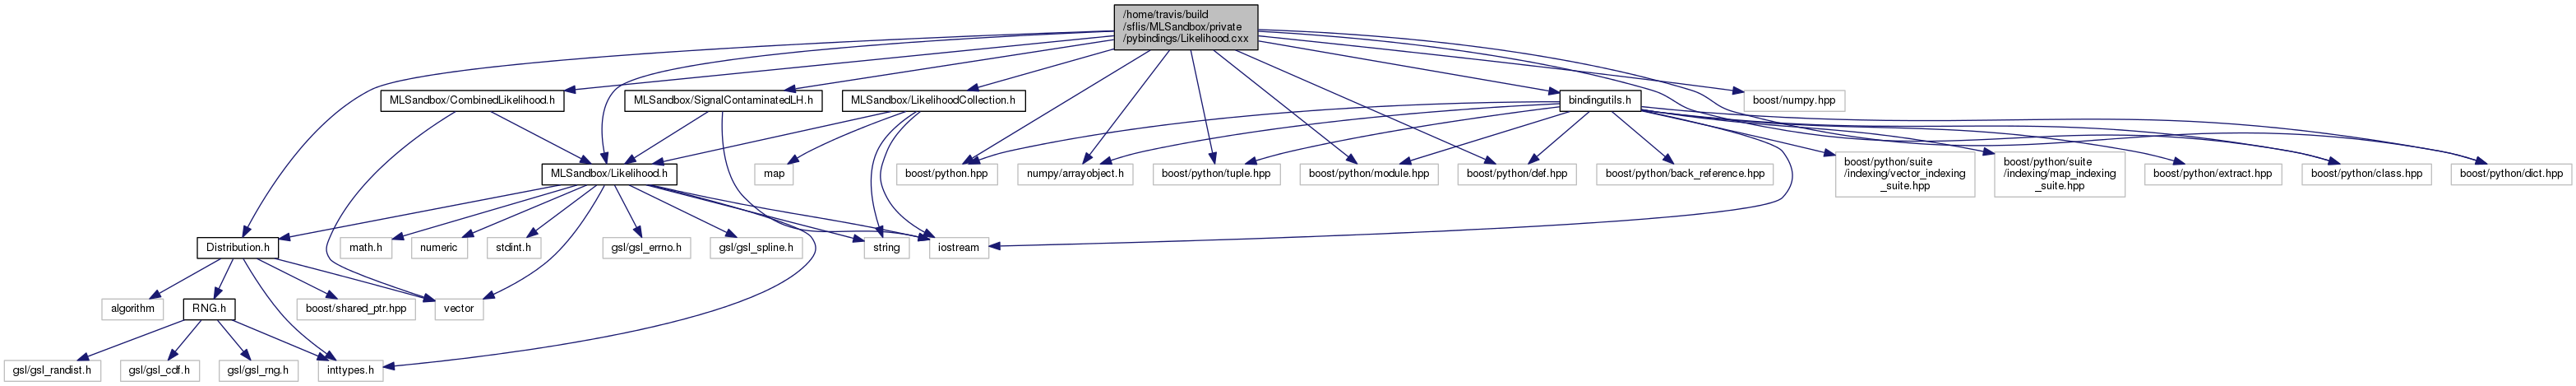 /home/travis/build
/sflis/MLSandbox/private
/pybindings/Likelihood.cxx
MLSandbox/CombinedLikelihood.h
MLSandbox/SignalContaminatedLH.h
MLSandbox/LikelihoodCollection.h
bindingutils.h
boost/numpy.hpp
MLSandbox/Likelihood.h
map
boost/python.hpp
numpy/arrayobject.h
boost/python/tuple.hpp
boost/python/module.hpp
boost/python/def.hpp
boost/python/back_reference.hpp
boost/python/suite
/indexing/vector_indexing
_suite.hpp
boost/python/suite
/indexing/map_indexing
_suite.hpp
boost/python/extract.hpp
boost/python/class.hpp
boost/python/dict.hpp
Distribution.h
math.h
numeric
stdint.h
gsl/gsl_errno.h
gsl/gsl_spline.h
string
iostream
algorithm
RNG.h
boost/shared_ptr.hpp
vector
gsl/gsl_randist.h
gsl/gsl_cdf.h
gsl/gsl_rng.h
inttypes.h